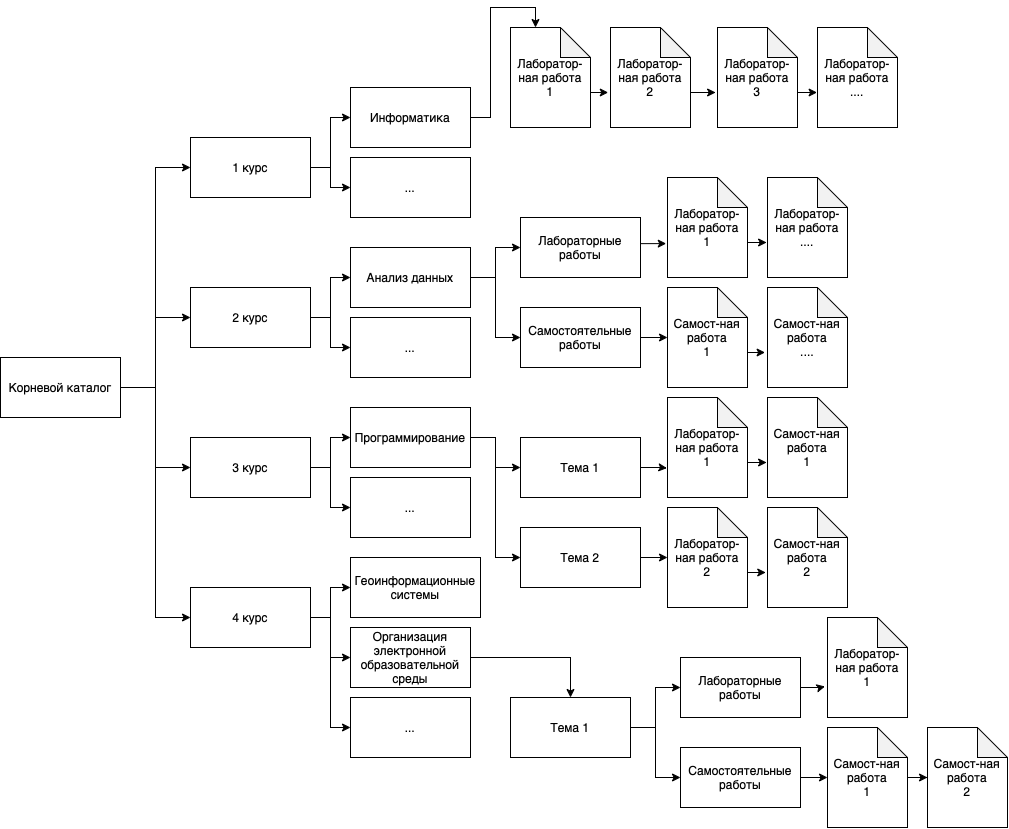 Лаборатор-
ная работа
1
Лаборатор-
ная работа
2
Лаборатор-
ная работа
3
Лаборатор-
ная работа
....
Информатика
1 курс
...
Лабораторные
работы
Лаборатор-
ная работа
1
Лаборатор-
ная работа
....
Анализ данных
2 курс
...
Самостоятельные
работы
Самост-ная
работа
1
Самост-ная
работа
....
Корневой каталог
Программирование
3 курс
...
Тема 1
Лаборатор-
ная работа
1
Самост-ная
работа
1
Тема 2
Лаборатор-
ная работа
2
Самост-ная
работа
2
Геоинформационные
системы
4 курс
Организация
электронной
образовательной
среды
...
Тема 1
Лабораторные
работы
Лаборатор-
ная работа
1
Самостоятельные
работы
Самост-ная
работа
1
Самост-ная
работа
2